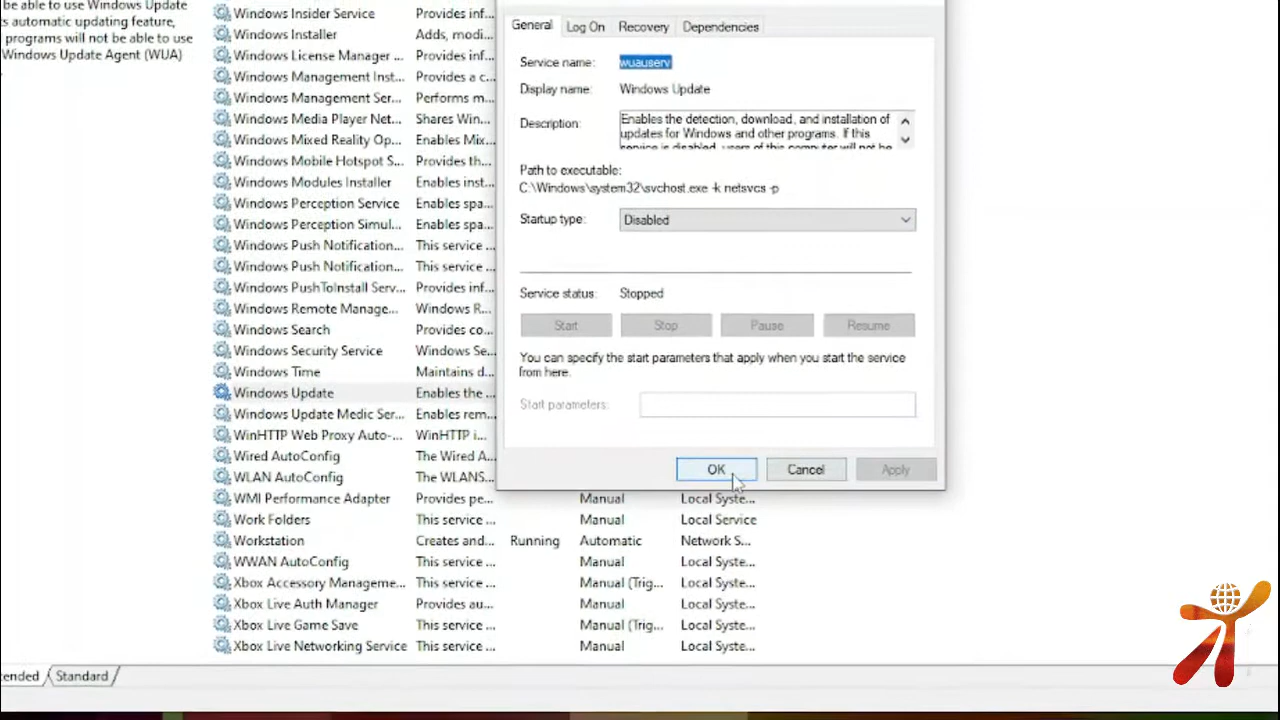 be able to use Windows Update
s automatic updating feature,
programs will not be able to use
Windows Update Agent (WUA)
Windows Insider Service Provides inf...
Windows Installer Adds, modi...
Windows License Manager ... Provides inf...
Windows Management Inst... Provides a c...
Windows Management Ser... Performs m...
Windows Media Player Net... Shares Win...
Windows Mixed Reality Op... Enables Mix...
Windows Mobile Hotspot S... Provides th...
Windows Modules Installer Enables inst...
Windows Perception Service Enables spa...
Windows Perception Simul... Enables spa...
Windows Push Notification... This service ...
Windows Push Notification... This service ...
Windows PushToInstall Serv... Provides inf...
Windows Remote Manage... Windows R...
Windows Search Provides co...
Windows Security Service Windows Se...
Windows Time Maintains d...
Windows Update Enables the ...
Windows Update Medic Ser... Enables rem...
WinHTTP Web Proxy Auto-... WinHTTP i...
Wired AutoConfig The Wired A...
WLAN AutoConfig The WLANS...
WMI Performance Adapter Provides pe... Manual Local Syste...
Work Folders This service ... Manual Local Service
Workstation Creates and... Running Automatic Network S...
WWAN AutoConfig This service ... Manual Local Syste...
Xbox Accessory Manageme... This service ... Manual (Trig... Local Syste...
Xbox Live Auth Manager Provides au... Manual Local Syste...
Xbox Live Game Save This service ... Manual (Trig... Local Syste...
Xbox Live Networking Service This service ... Manual Local Syste...
General Log On Recovery Dependencies
Service name: wuauserv
Display name: Windows Update
Description: Enables the detection, download, and installation of
updates for Windows and other programs. If this
service is disabled, users of this computer will not be
Path to executable:
C:\Windows\system32\svchost.exe -k netsvcs -p
Startup type: Disabled
Service status: Stopped
Start Stop Pause Resume
You can specify the start parameters that apply when you start the service
from here.
Start parameters:
OK Cancel Apply
tended Standard